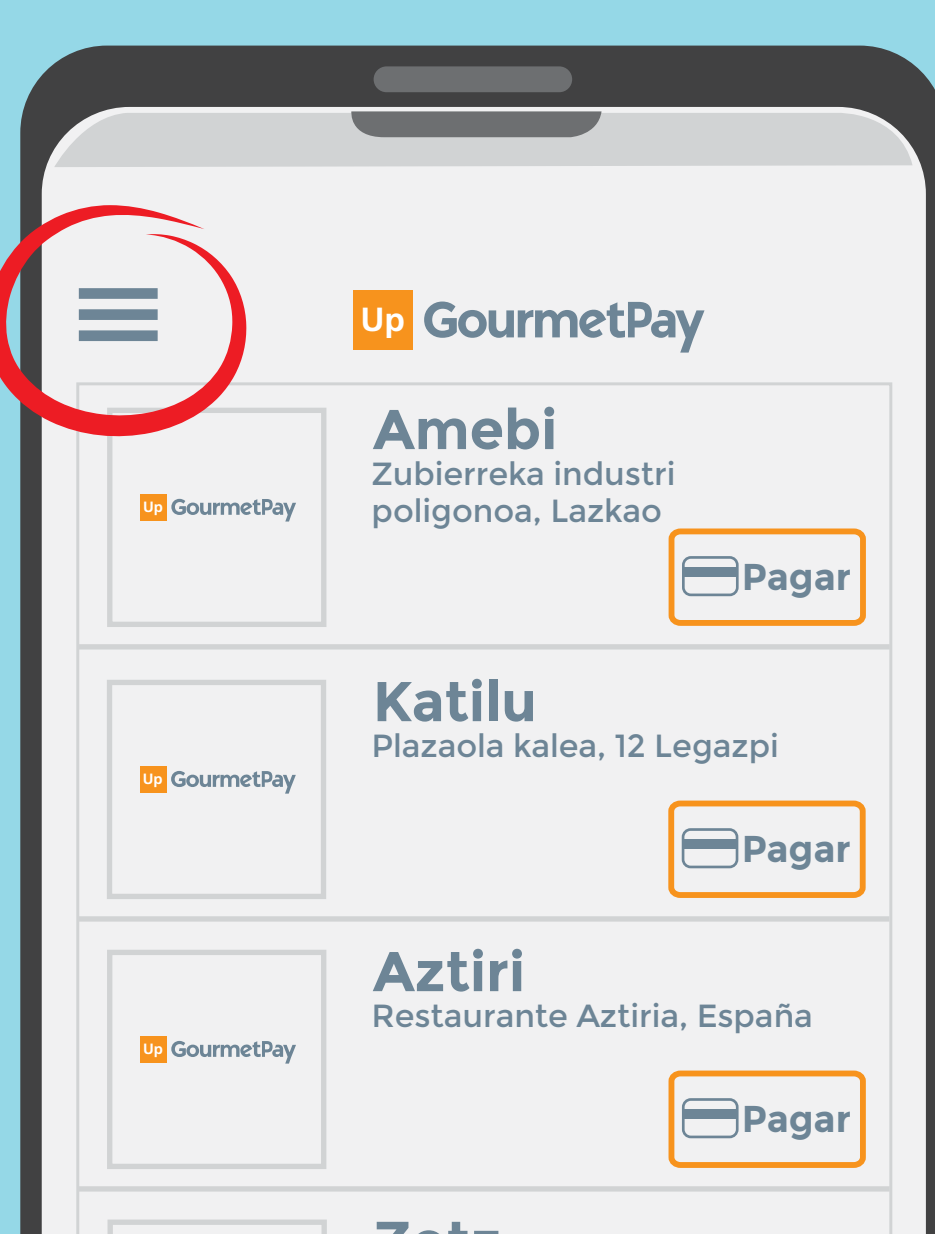 Up GourmetPay
Amebi
Zubierreka industri
poligonoa, Lazkao
Up GourmetPay
Pagar
Katilu
Plazaola kalea, 12 Legazpi
Up GourmetPay
Pagar
Aztiri
Restaurante Aztiria, España
Up GourmetPay
Pagar